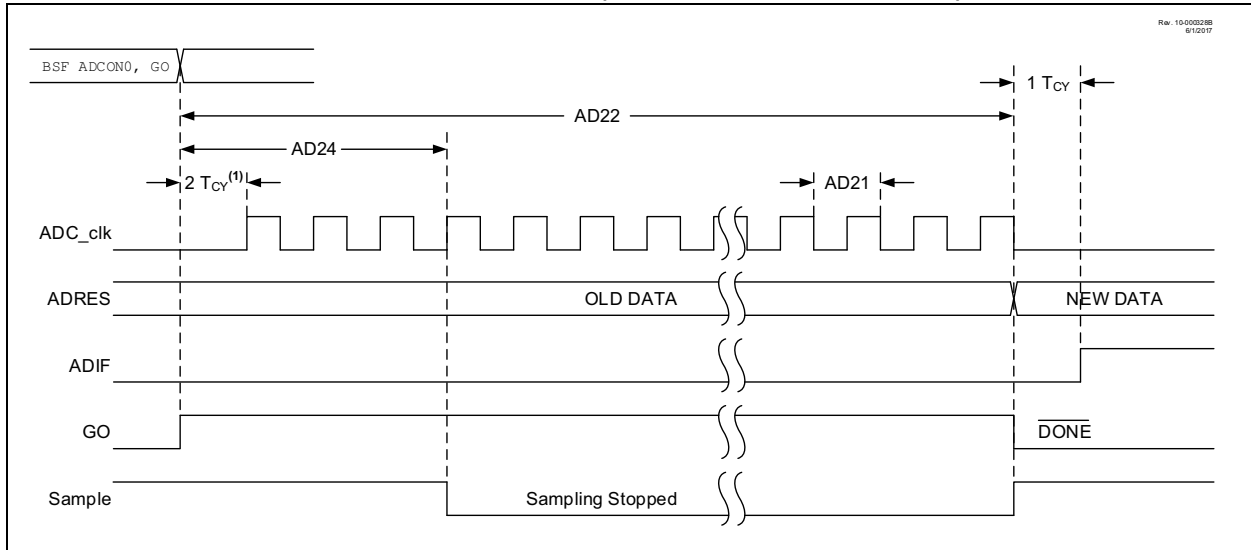 Rev. 10-000328B
6/1/2017
BSF ADCON0, GO
1 TCY
AD22
AD24
2 TCY(1)
AD21
ADC_clk
ADRES
OLD DATA
NEW DATA
ADIF
GO
DONE
Sample
Sampling Stopped